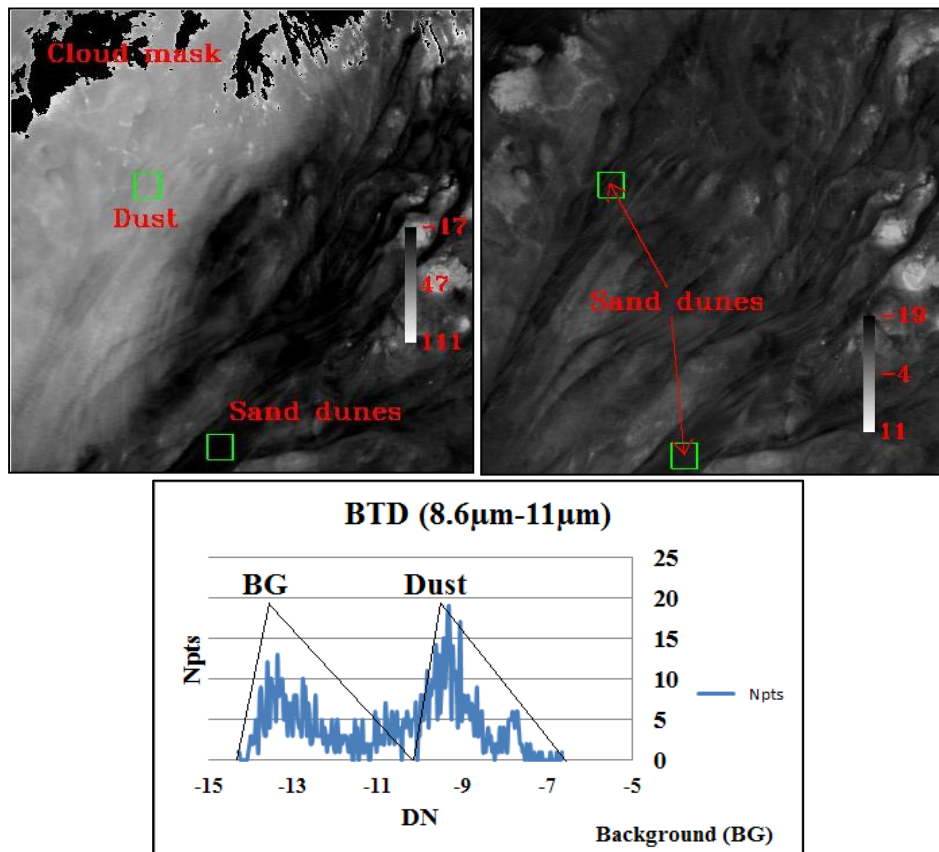 Cloud mask
Dust
-17
47
111
Sand dunes
Sand dunes
-19
-4
11
BTD (8.6μm-11μm)
BG
Dust
25
20
15
10
5
0
Npts
Npts
-15
-13
-11
-9
-7
-5
DN
Background (BG)